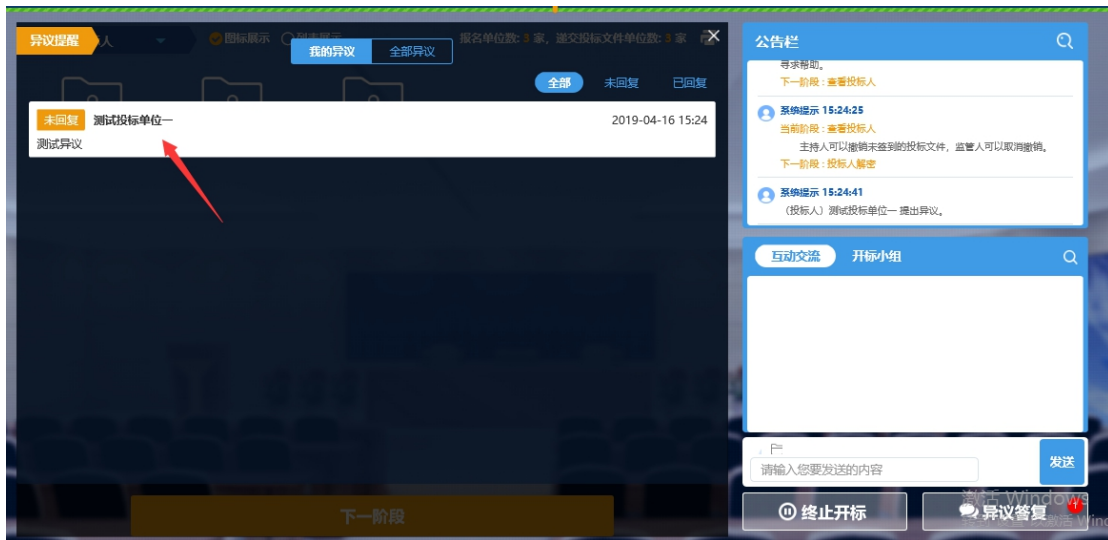 异议提醒 人 图标展示 列表展示 报名单位数: 3 家，递交投标文件单位数: 3 家
我的异议 全部异议
全部 未回复 已回复
未回复 测试投标单位一 2019-04-16 15:24
测试异议
下一阶段
公告栏
寻求帮助。
下一阶段 : 查看投标人
系统提示 15:24:25
当前阶段 : 查看投标人
主持人可以撤销未签到的投标文件，监管人可以取消撤销。
下一阶段 : 投标人解密
系统提示 15:24:41
（投标人）测试投标单位一 提出异议。
互动交流 开标小组
请输入您要发送的内容
发送
终止开标 异议答复 1
激活 Windows